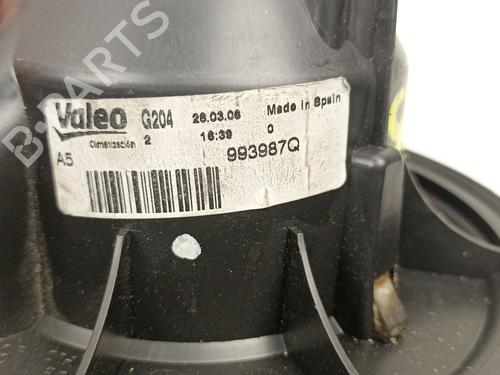 B-PARTS
Valeo G204 28.03.06 Made in Spain
Climatización 2 16:39 0
A5 993987Q